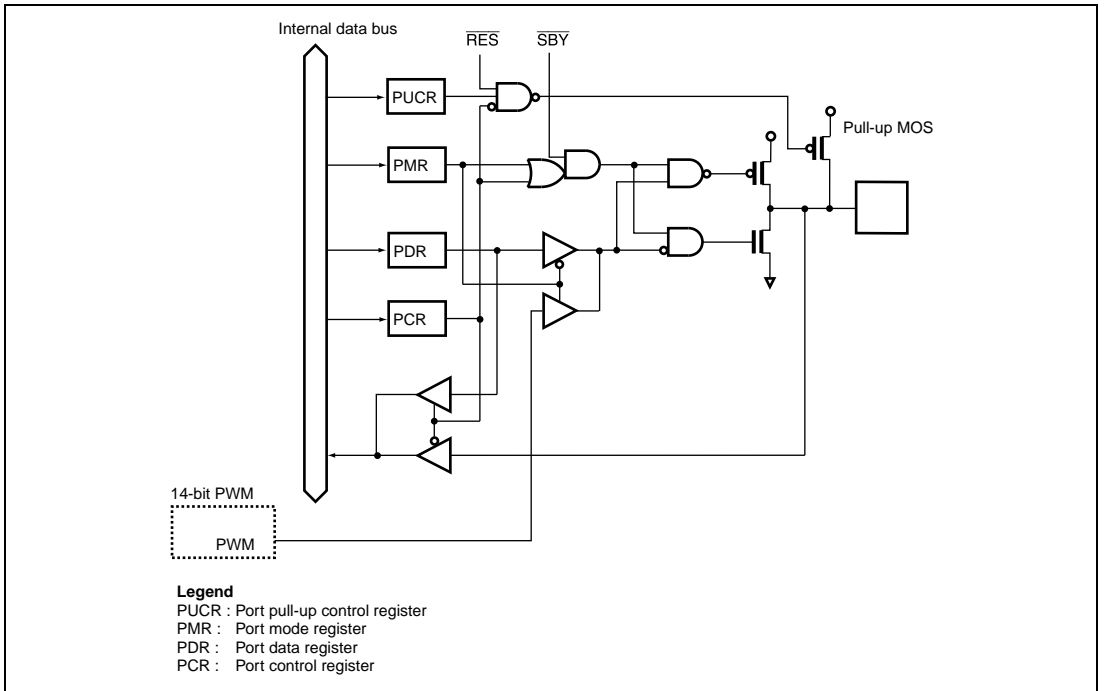 Internal data bus
RES
SBY
PUCR
Pull-up MOS
PMR
PDR
PCR
14-bit PWM
PWM
Legend
PUCR : Port pull-up control register
PMR : Port mode register
PDR : Port data register
PCR : Port control register